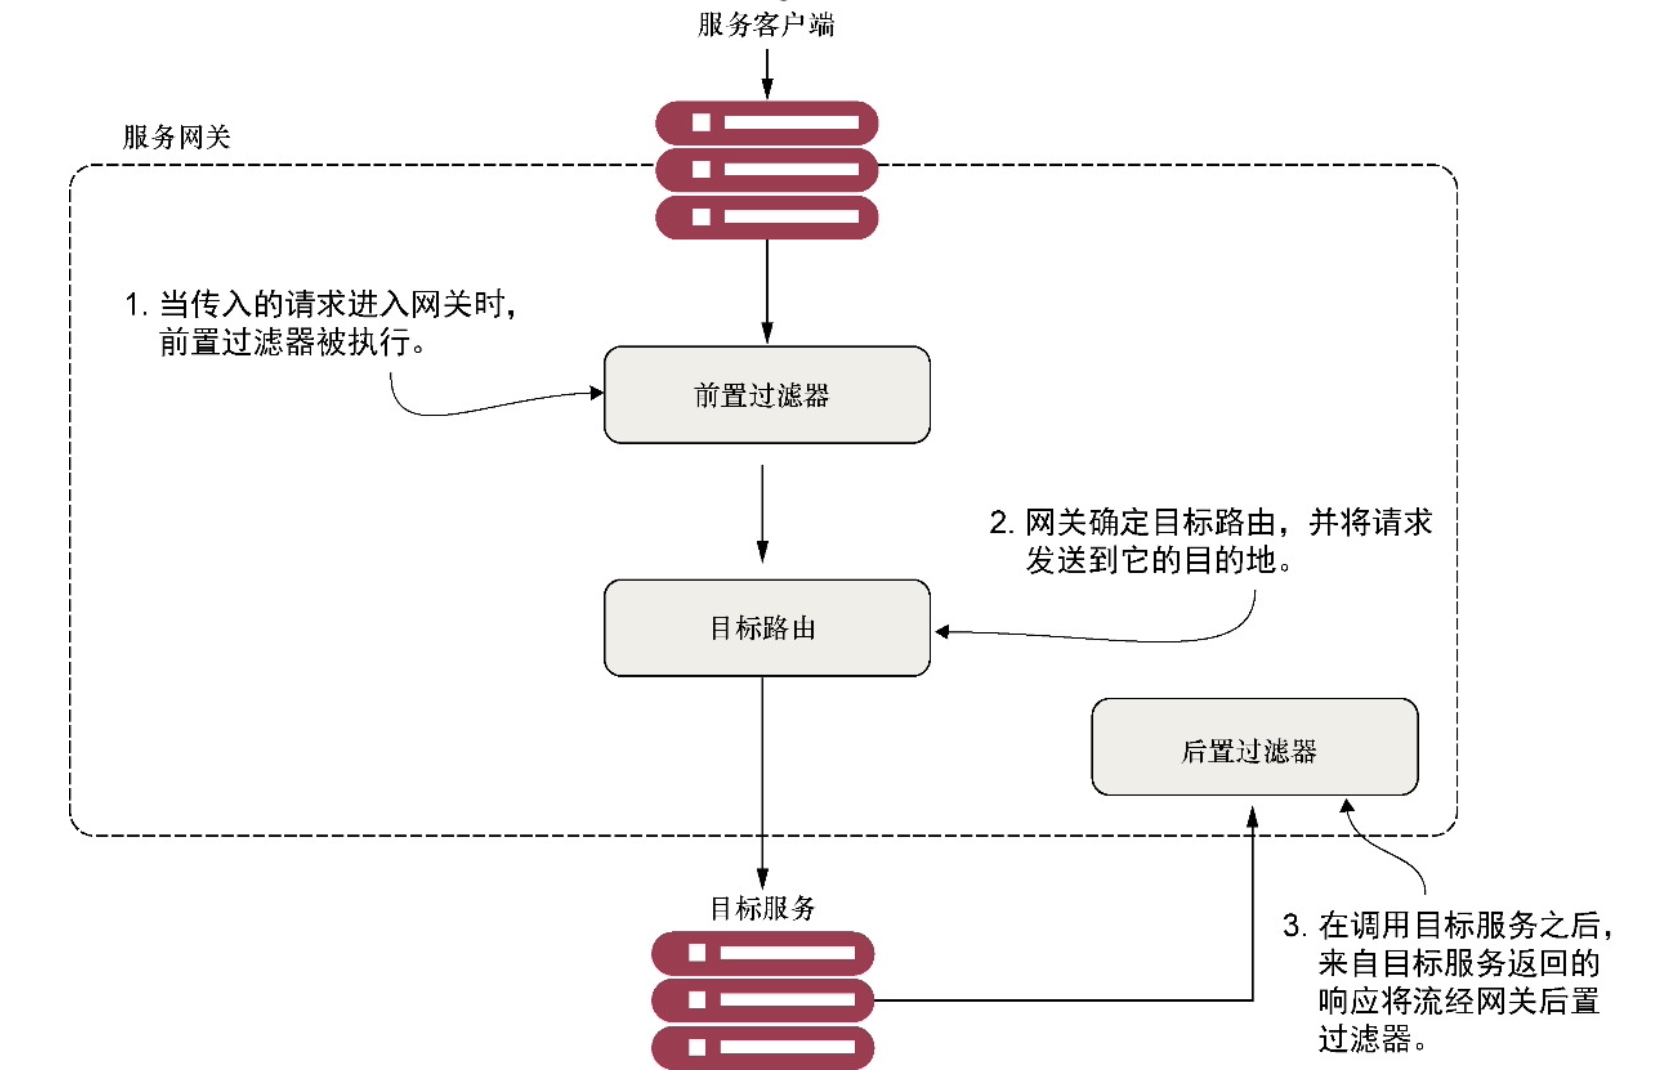 服务客户端
服务网关
1. 当传入的请求进入网关时，
前置过滤器被执行。
前置过滤器
2. 网关确定目标路由，并将请求
发送到它的目的地。
目标路由
后置过滤器
目标服务
3. 在调用目标服务之后，
来自目标服务返回的
响应将流经网关后置
过滤器。